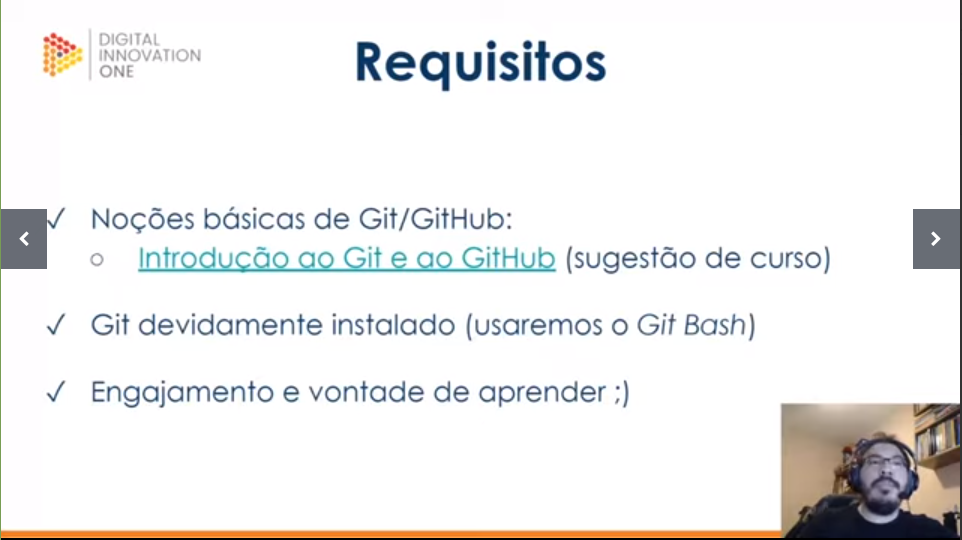 DIGITAL
INNOVATION
ONE
Requisitos
Noções básicas de Git/GitHub:
Introdução ao Git e ao GitHub (sugestão de curso)
Git devidamente instalado (usaremos o Git Bash)
Engajamento e vontade de aprender ;)